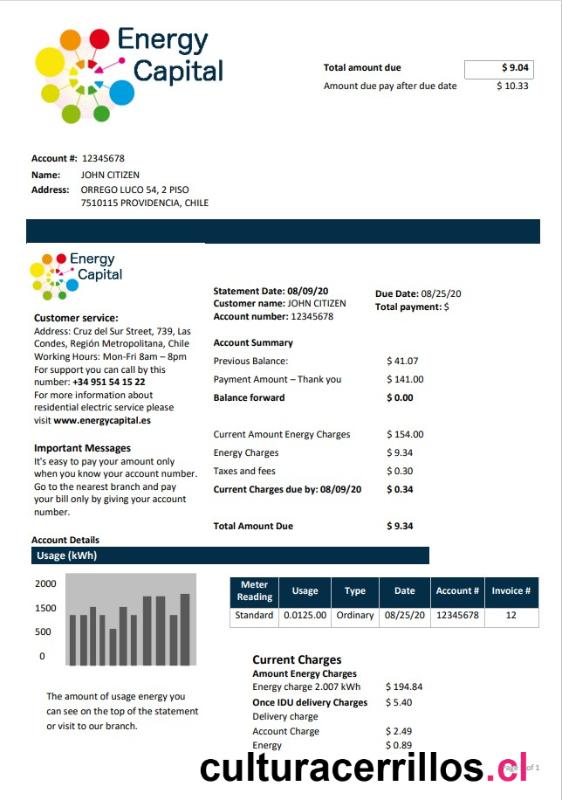 Energy
Capital
Total amount due $ 9.04
Amount due pay after due date $ 10.33
Account #: 12345678
Name: JOHN CITIZEN
Address: ORREGO LUCO 54, 2 PISO
7510115 PROVIDENCIA, CHILE
Energy
Capital
Customer service:
Address: Cruz del Sur Street, 739, Las
Condes, Región Metropolitana, Chile
Working Hours: Mon-Fri 8am – 8pm
For support you can call by this
number: +34 951 54 15 22
For more information about
residential electric service please
visit www.energycapital.es
Important Messages
It's easy to pay your amount only
when you know your account number.
Go to the nearest branch and pay
your bill only by giving your account
number.
Statement Date: 08/09/20
Customer name: JOHN CITIZEN
Account number: 12345678
Due Date: 08/25/20
Total payment: $
Account Summary
Previous Balance: $ 41.07
Payment Amount – Thank you $ 141.00
Balance forward $ 0.00
Current Amount Energy Charges $ 154.00
Energy Charges $ 9.34
Taxes and fees $ 0.30
Current Charges due by: 08/09/20 $ 0.34
Total Amount Due $ 9.34
Account Details
Usage (kWh)
2000
1500
500
0
Meter Reading Usage Type Date Account # Invoice #
Standard 0.0125.00 Ordinary 08/25/20 12345678 12
The amount of usage energy you
can see on the top of the statement
or visit to our branch.
Current Charges
Amount Energy Charges
Energy charge 2.007 kWh $ 194.84
Once IDU delivery Charges $ 5.40
Delivery charge
Account Charge $ 2.49
Energy $ 0.89
culturacerrillos.cl
of 1